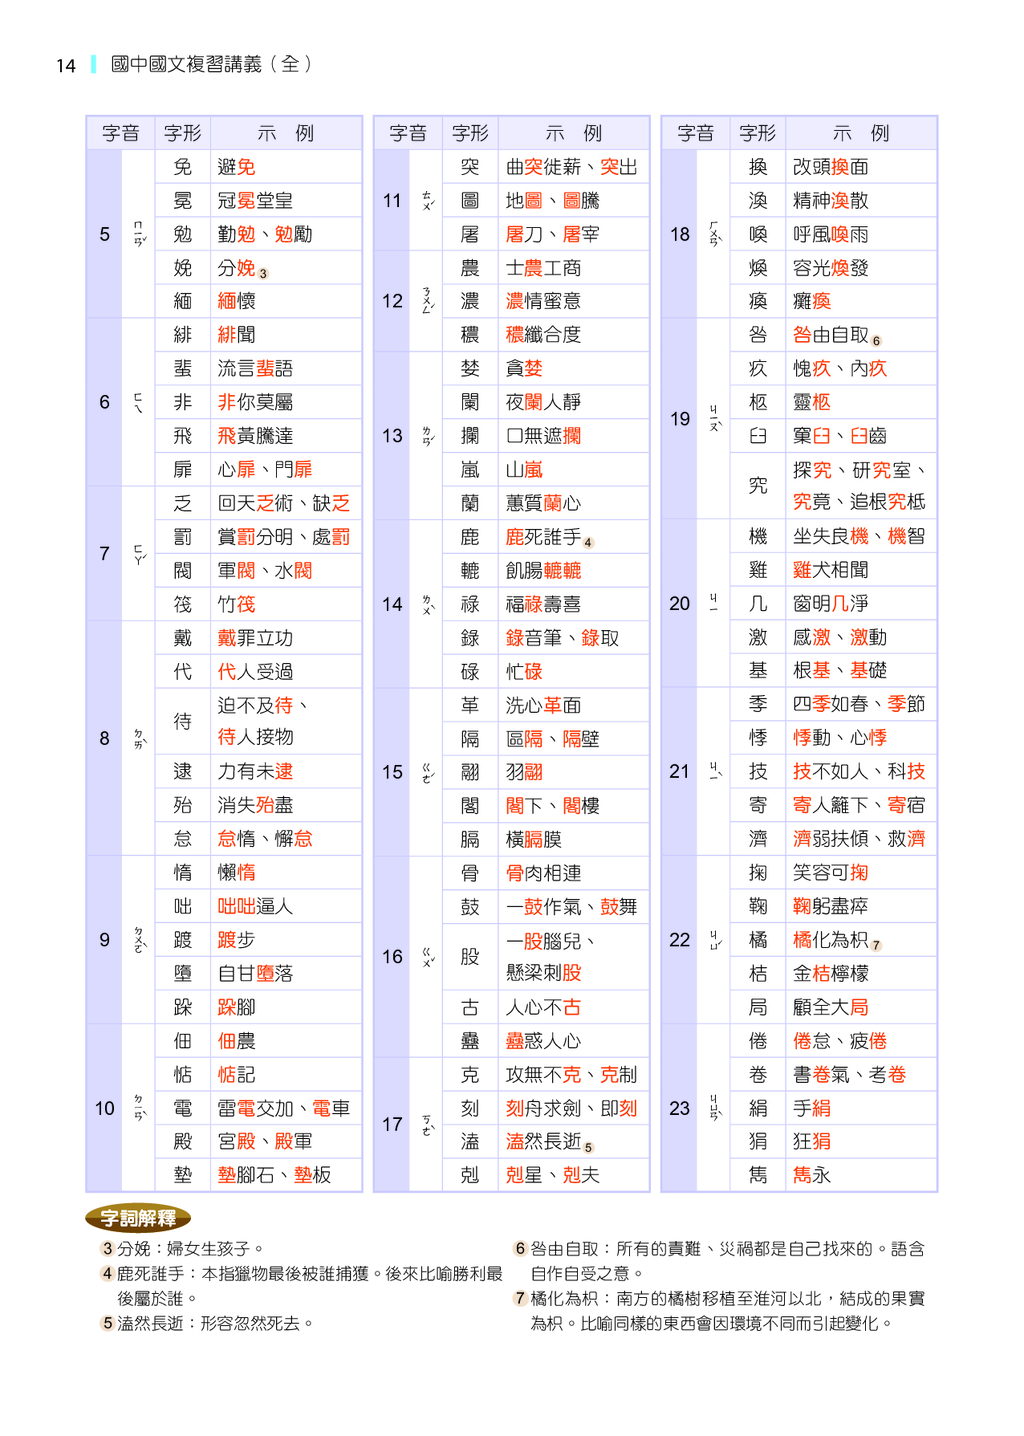 14 國中國文複習講義（全）
字音 字形 示 例
5 ㄇㄧㄢˇ
免 避免
冕 冠冕堂皇
勉 勤勉、勉勵
娩 分娩3
緬 緬懷
6 ㄈㄟ
緋 緋聞
蜚 流言蜚語
非 非你莫屬
飛 飛黃騰達
扉 心扉、門扉
7 ㄈㄚˊ
乏 回天乏術、缺乏
罰 賞罰分明、處罰
閥 軍閥、水閥
筏 竹筏
8 ㄉㄞˋ
戴 戴罪立功
代 代人受過
待 迫不及待、
待人接物
逮 力有未逮
殆 消失殆盡
怠 怠惰、懈怠
9 ㄉㄨㄛˋ
惰 懶惰
咄 咄咄逼人
踱 踱步
墮 自甘墮落
跺 跺腳
10 ㄉㄧㄢˋ
佃 佃農
惦 惦記
電 雷電交加、電車
殿 宮殿、殿軍
墊 墊腳石、墊板
字音 字形 示 例
11 ㄊㄨˊ
突 曲突徙薪、突出
圖 地圖、圖騰
屠 屠刀、屠宰
12 ㄋㄨㄥˊ
農 士農工商
濃 濃情蜜意
穠 穠纖合度
13 ㄌㄢˊ
婪 貪婪
闌 夜闌人靜
攔 口無遮攔
嵐 山嵐
蘭 蕙質蘭心
14 ㄌㄨˋ
鹿 鹿死誰手4
轆 飢腸轆轆
祿 福祿壽喜
錄 錄音筆、錄取
碌 忙碌
15 ㄍㄜˊ
革 洗心革面
隔 區隔、隔壁
翮 羽翮
閣 閣下、閣樓
膈 橫膈膜
16 ㄍㄨˇ
骨 骨肉相連
鼓 一鼓作氣、鼓舞
股 一股腦兒、
懸梁刺股
古 人心不古
蠱 蠱惑人心
17 ㄎㄜˋ
克 攻無不克、克制
刻 刻舟求劍、即刻
溘 溘然長逝5
剋 剋星、剋夫
字音 字形 示 例
18 ㄏㄨㄢˋ
換 改頭換面
渙 精神渙散
喚 呼風喚雨
煥 容光煥發
瘓 癱瘓
19 ㄐㄧㄡˋ
咎 咎由自取6
疚 愧疚、內疚
柩 靈柩
臼 窠臼、臼齒
究 探究、研究室、
究竟、追根究柢
20 ㄐㄧ
機 坐失良機、機智
雞 雞犬相聞
几 窗明几淨
激 感激、激動
基 根基、基礎
21 ㄐㄧˋ
季 四季如春、季節
悸 悸動、心悸
技 技不如人、科技
寄 寄人籬下、寄宿
濟 濟弱扶傾、救濟
22 ㄐㄩˊ
掬 笑容可掬
鞠 鞠躬盡瘁
橘 橘化為枳7
桔 金桔檸檬
局 顧全大局
23 ㄐㄩㄢˋ
倦 倦怠、疲倦
卷 書卷氣、考卷
絹 手絹
狷 狂狷
雋 雋永
字詞解釋
3 分娩：婦女生孩子。
4 鹿死誰手：本指獵物最後被誰捕獲。後來比喻勝利最
後屬於誰。
5 溘然長逝：形容忽然死去。
6 咎由自取：所有的責難、災禍都是自己找來的。語含
自作自受之意。
7 橘化為枳：南方的橘樹移植至淮河以北，結成的果實
為枳。比喻同樣的東西會因環境不同而引起變化。